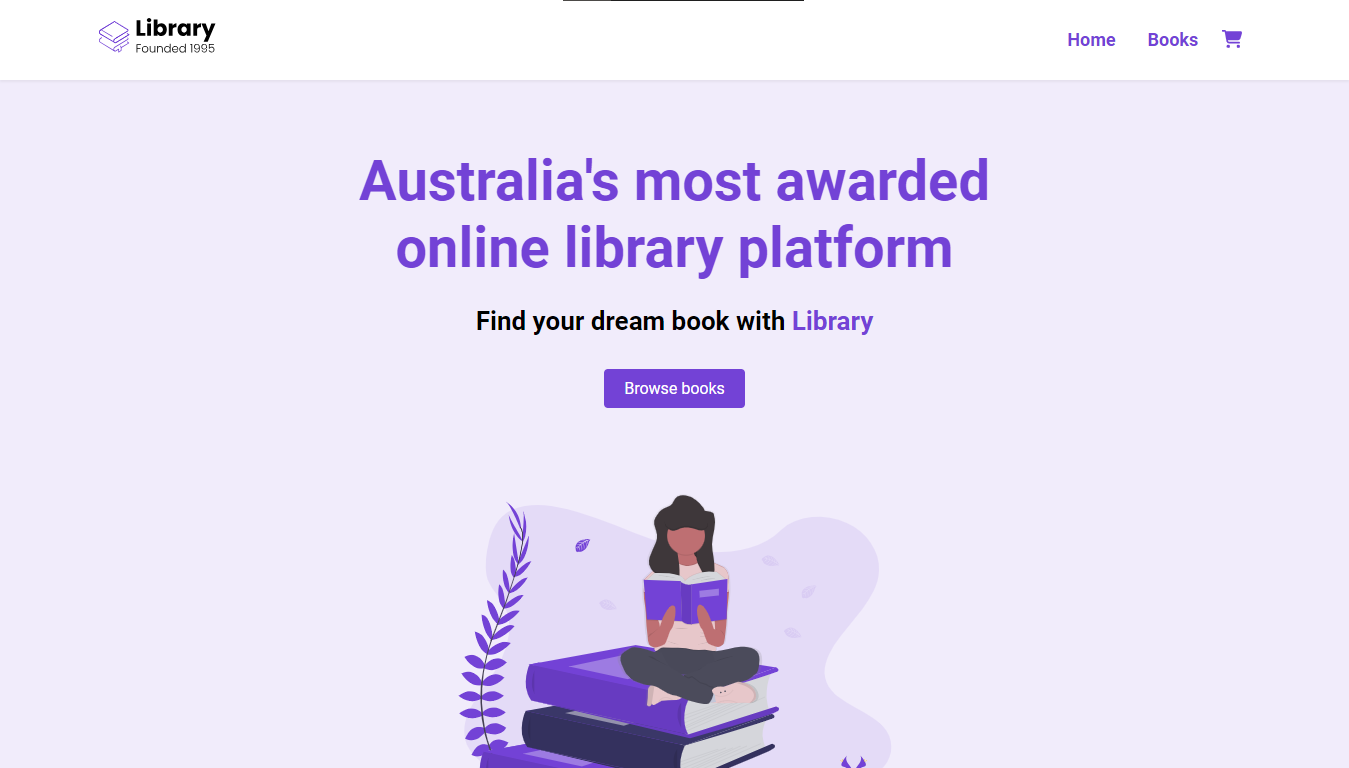 Library
Founded 1995
Home
Books
Australia's most awarded
online library platform
Find your dream book with Library
Browse books